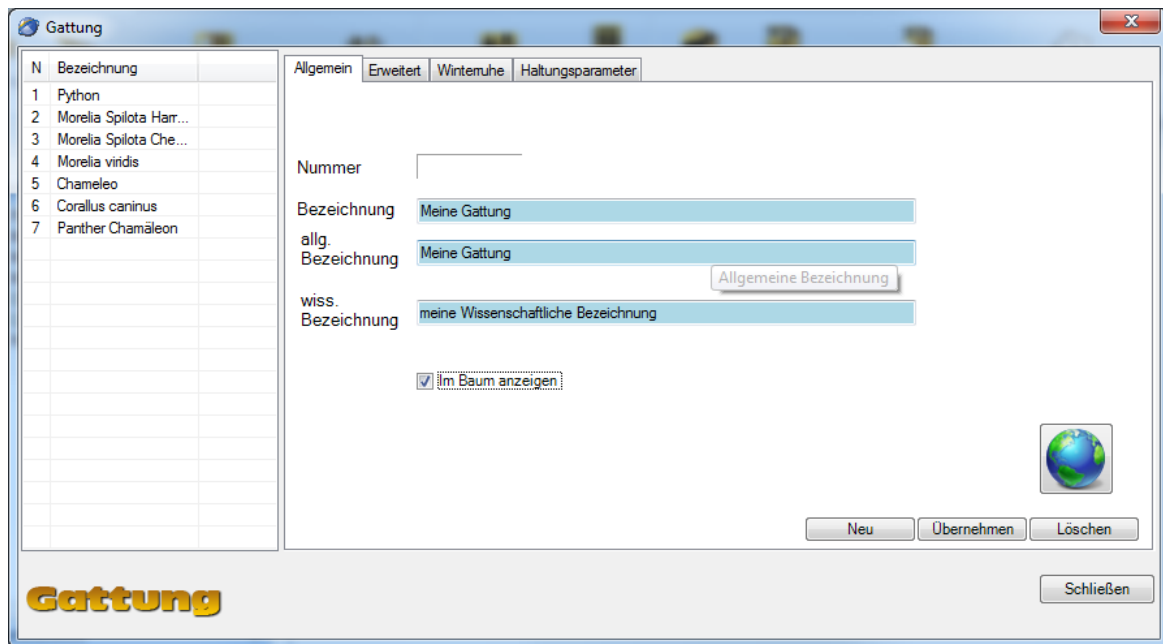 Gattung
N Bezeichnung
1 Python
2 Morelia Spilota Harr...
3 Morelia Spilota Che...
4 Morelia viridis
5 Chameleo
6 Corallus caninus
7 Panther Chamäleon
Allgemein Erweitert Winterruhe Haltungsparameter
Nummer
Bezeichnung Meine Gattung
allg.
Bezeichnung Meine Gattung
Allgemeine Bezeichnung
wiss.
Bezeichnung meine Wissenschaftliche Bezeichnung
Im Baum anzeigen
Neu Übernehmen Löschen
Gattung
Schließen